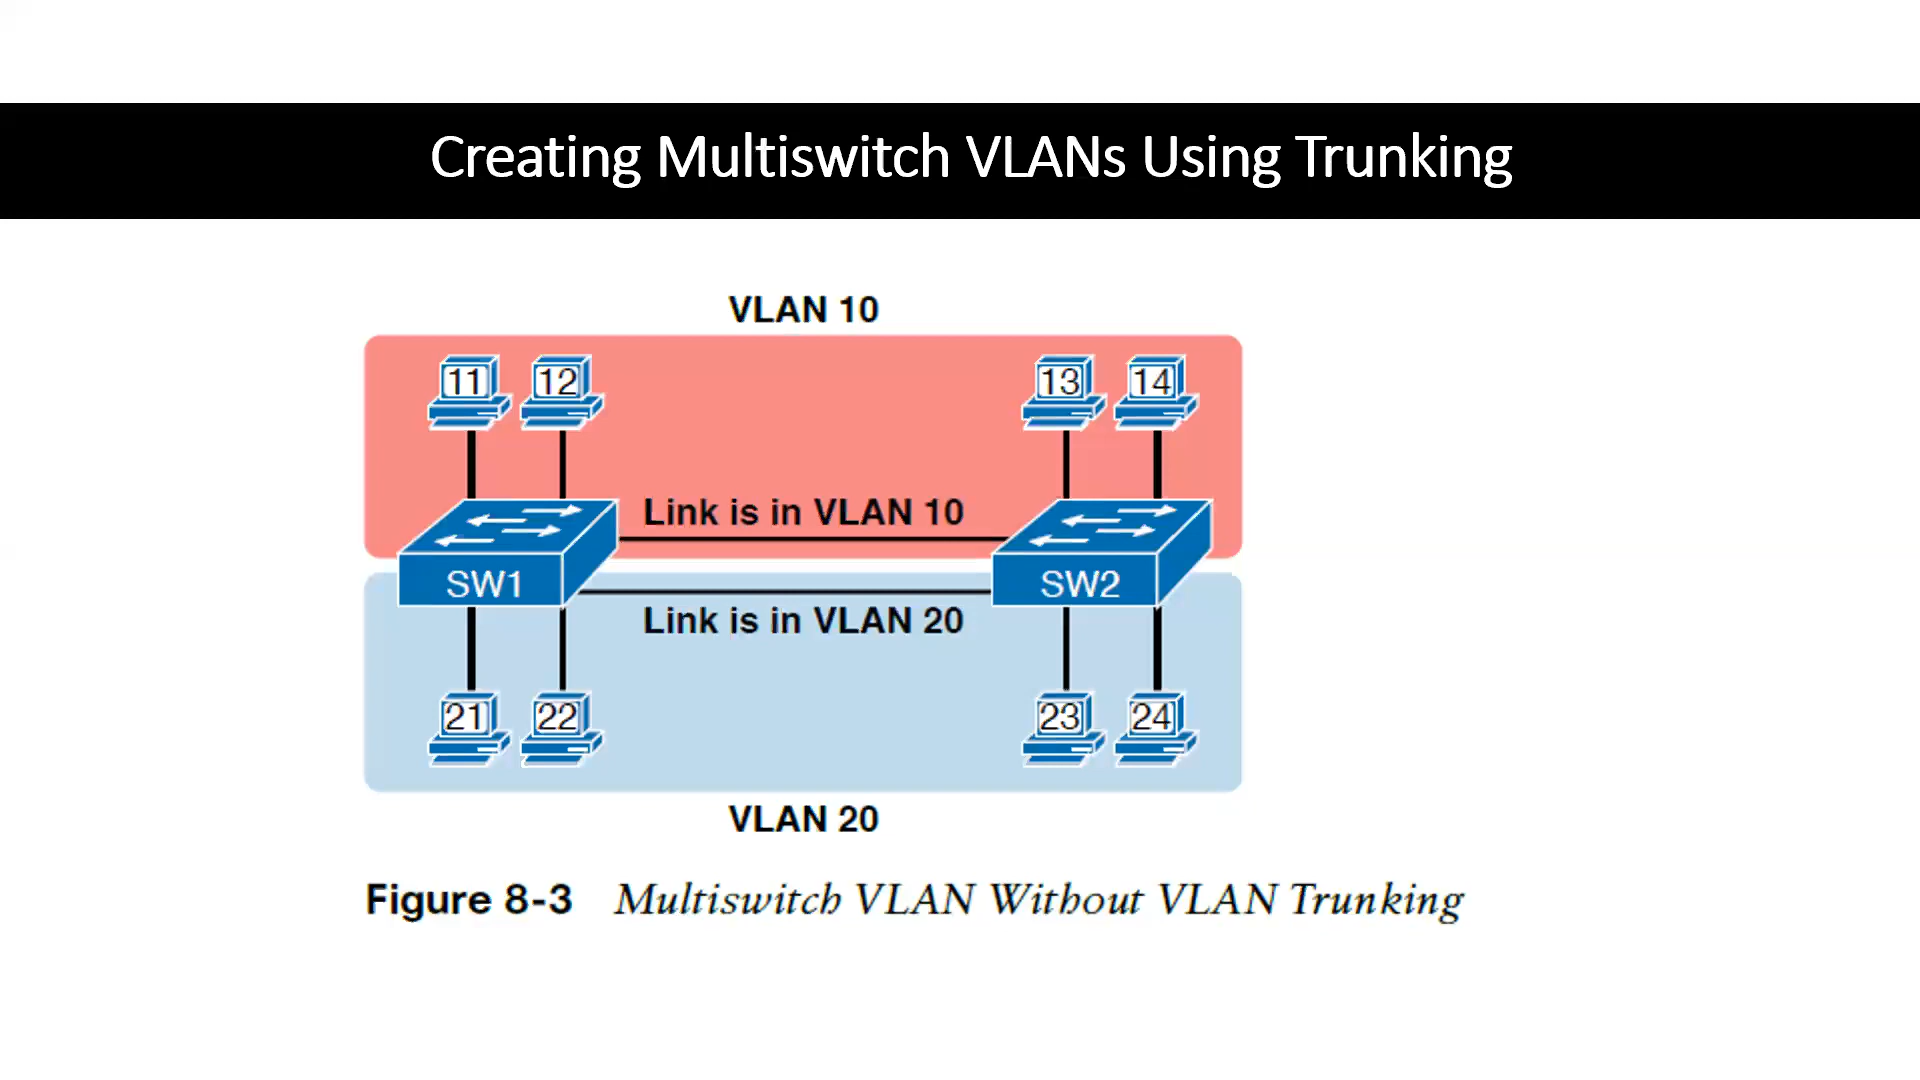 Creating Multiswitch VLANs Using Trunking
VLAN 10
11 12 13 14
Link is in VLAN 10
SW1 SW2
Link is in VLAN 20
21 22 23 24
VLAN 20
Figure 8-3 Multiswitch VLAN Without VLAN Trunking